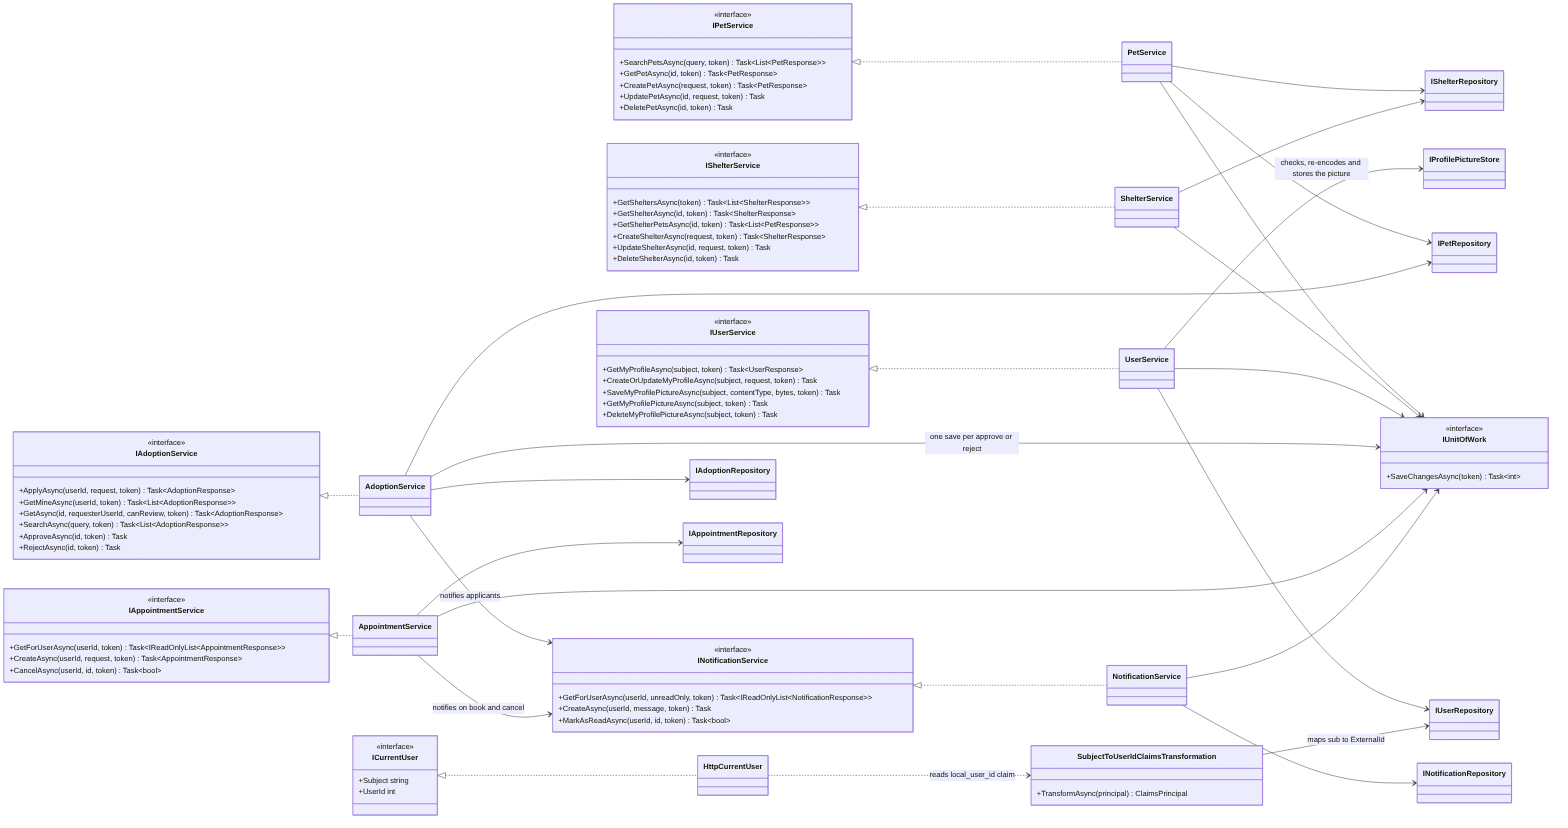 «interface»
IPetService
+SearchPetsAsync(query, token) : Task<List<PetResponse>>
+GetPetAsync(id, token) : Task<PetResponse>
+CreatePetAsync(request, token) : Task<PetResponse>
+UpdatePetAsync(id, request, token) : Task
+DeletePetAsync(id, token) : Task
PetService
IShelterRepository
«interface»
IShelterService
+GetSheltersAsync(token) : Task<List<ShelterResponse>>
+GetShelterAsync(id, token) : Task<ShelterResponse>
+GetShelterPetsAsync(id, token) : Task<List<PetResponse>>
+CreateShelterAsync(request, token) : Task<ShelterResponse>
+UpdateShelterAsync(id, request, token) : Task
+DeleteShelterAsync(id, token) : Task
ShelterService
checks, re-encodes and
stores the picture
IProfilePictureStore
IPetRepository
«interface»
IUserService
+GetMyProfileAsync(subject, token) : Task<UserResponse>
+CreateOrUpdateMyProfileAsync(subject, request, token) : Task
+SaveMyProfilePictureAsync(subject, contentType, bytes, token) : Task
+GetMyProfilePictureAsync(subject, token) : Task
+DeleteMyProfilePictureAsync(subject, token) : Task
UserService
«interface»
IUnitOfWork
+SaveChangesAsync(token) : Task<int>
«interface»
IAdoptionService
+ApplyAsync(userId, request, token) : Task<AdoptionResponse>
+GetMineAsync(userId, token) : Task<List<AdoptionResponse>>
+GetAsync(id, requesterUserId, canReview, token) : Task<AdoptionResponse>
+SearchAsync(query, token) : Task<List<AdoptionResponse>>
+ApproveAsync(id, token) : Task
+RejectAsync(id, token) : Task
AdoptionService
one save per approve or
reject
IAdoptionRepository
IAppointmentRepository
notifies applicants
«interface»
IAppointmentService
+GetForUserAsync(userId, token) : Task<IReadOnlyList<AppointmentResponse>>
+CreateAsync(userId, request, token) : Task<AppointmentResponse>
+CancelAsync(userId, id, token) : Task<bool>
AppointmentService
notifies on book and cancel
«interface»
INotificationService
+GetForUserAsync(userId, unreadOnly, token) : Task<IReadOnlyList<NotificationResponse>>
+CreateAsync(userId, message, token) : Task
+MarkAsReadAsync(userId, id, token) : Task<bool>
NotificationService
IUserRepository
«interface»
ICurrentUser
+Subject string
+UserId int
HttpCurrentUser
reads local_user_id claim
SubjectToUserIdClaimsTransformation
+TransformAsync(principal) : ClaimsPrincipal
maps sub to ExternalId
INotificationRepository